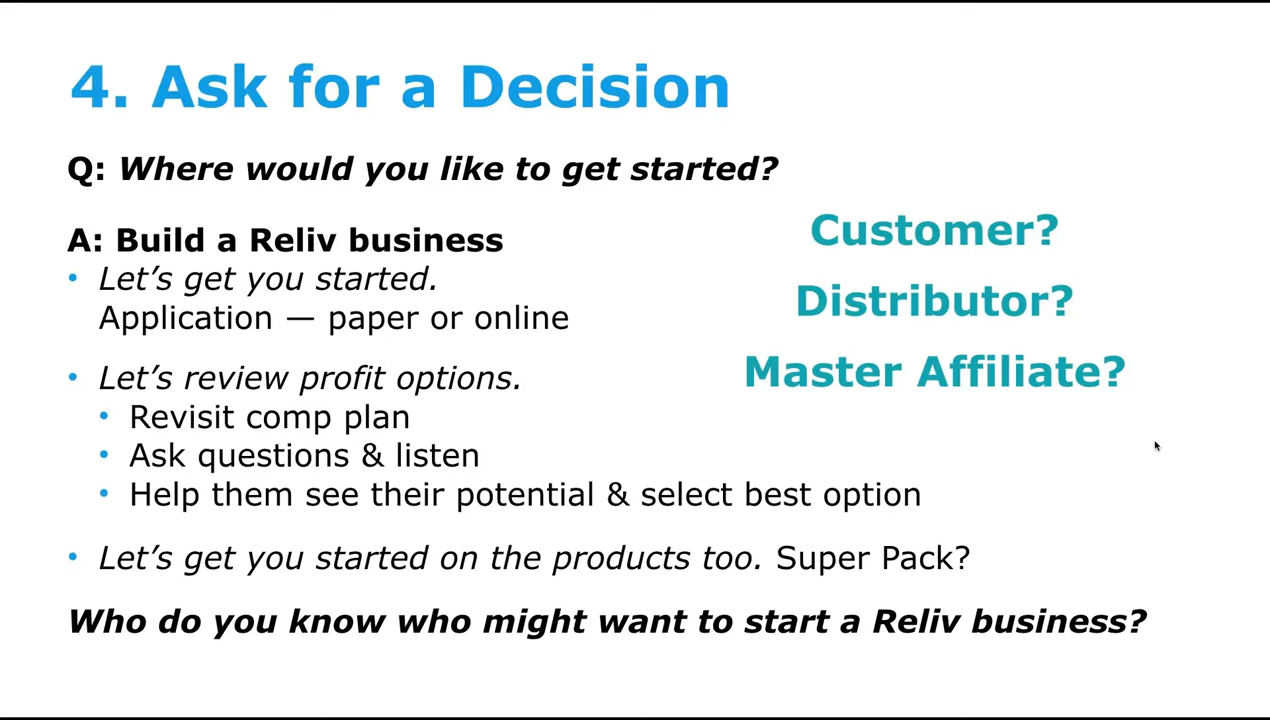 4. Ask for a Decision
Q: Where would you like to get started?
A: Build a Reliv business
• Let’s get you started.
Application — paper or online
• Let’s review profit options.
• Revisit comp plan
• Ask questions & listen
• Help them see their potential & select best option
• Let’s get you started on the products too. Super Pack?
Who do you know who might want to start a Reliv business?
Customer?
Distributor?
Master Affiliate?